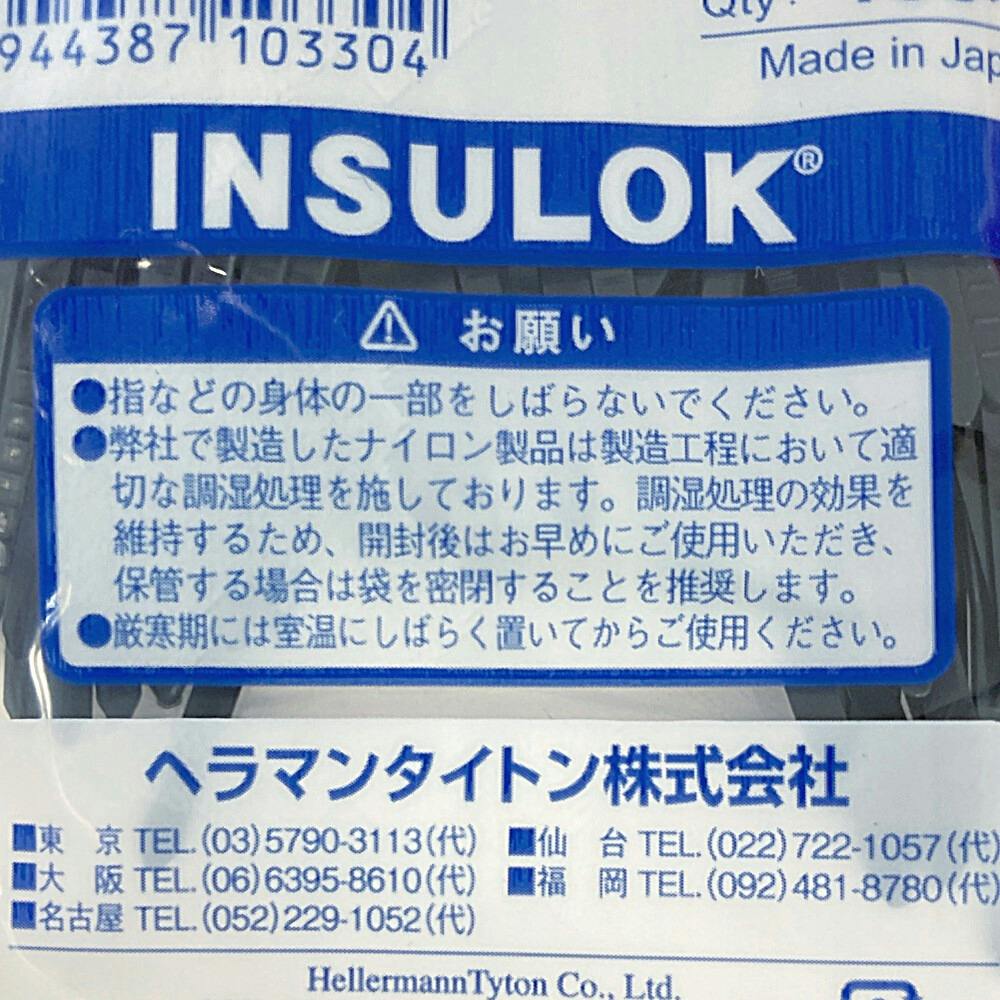 944387 103304
Qty:
Made in Jap
INSULOK®
お願い
●指などの身体の一部をしばらないでください。
●弊社で製造したナイロン製品は製造工程において適
切な調湿処理を施しております。調湿処理の効果を
維持するため、開封後はお早めにご使用いただき、
保管する場合は袋を密閉することを推奨します。
●厳寒期には室温にしばらく置いてからご使用ください。
ヘラマンタイトン株式会社
■東　京 TEL.(03)5790-3113(代) ■仙　台 TEL.(022)722-1057(代)
■大　阪 TEL.(06)6395-8610(代) ■福　岡 TEL.(092)481-8780(代)
■名古屋 TEL.(052)229-1052(代)
HellermannTyton Co., Ltd.